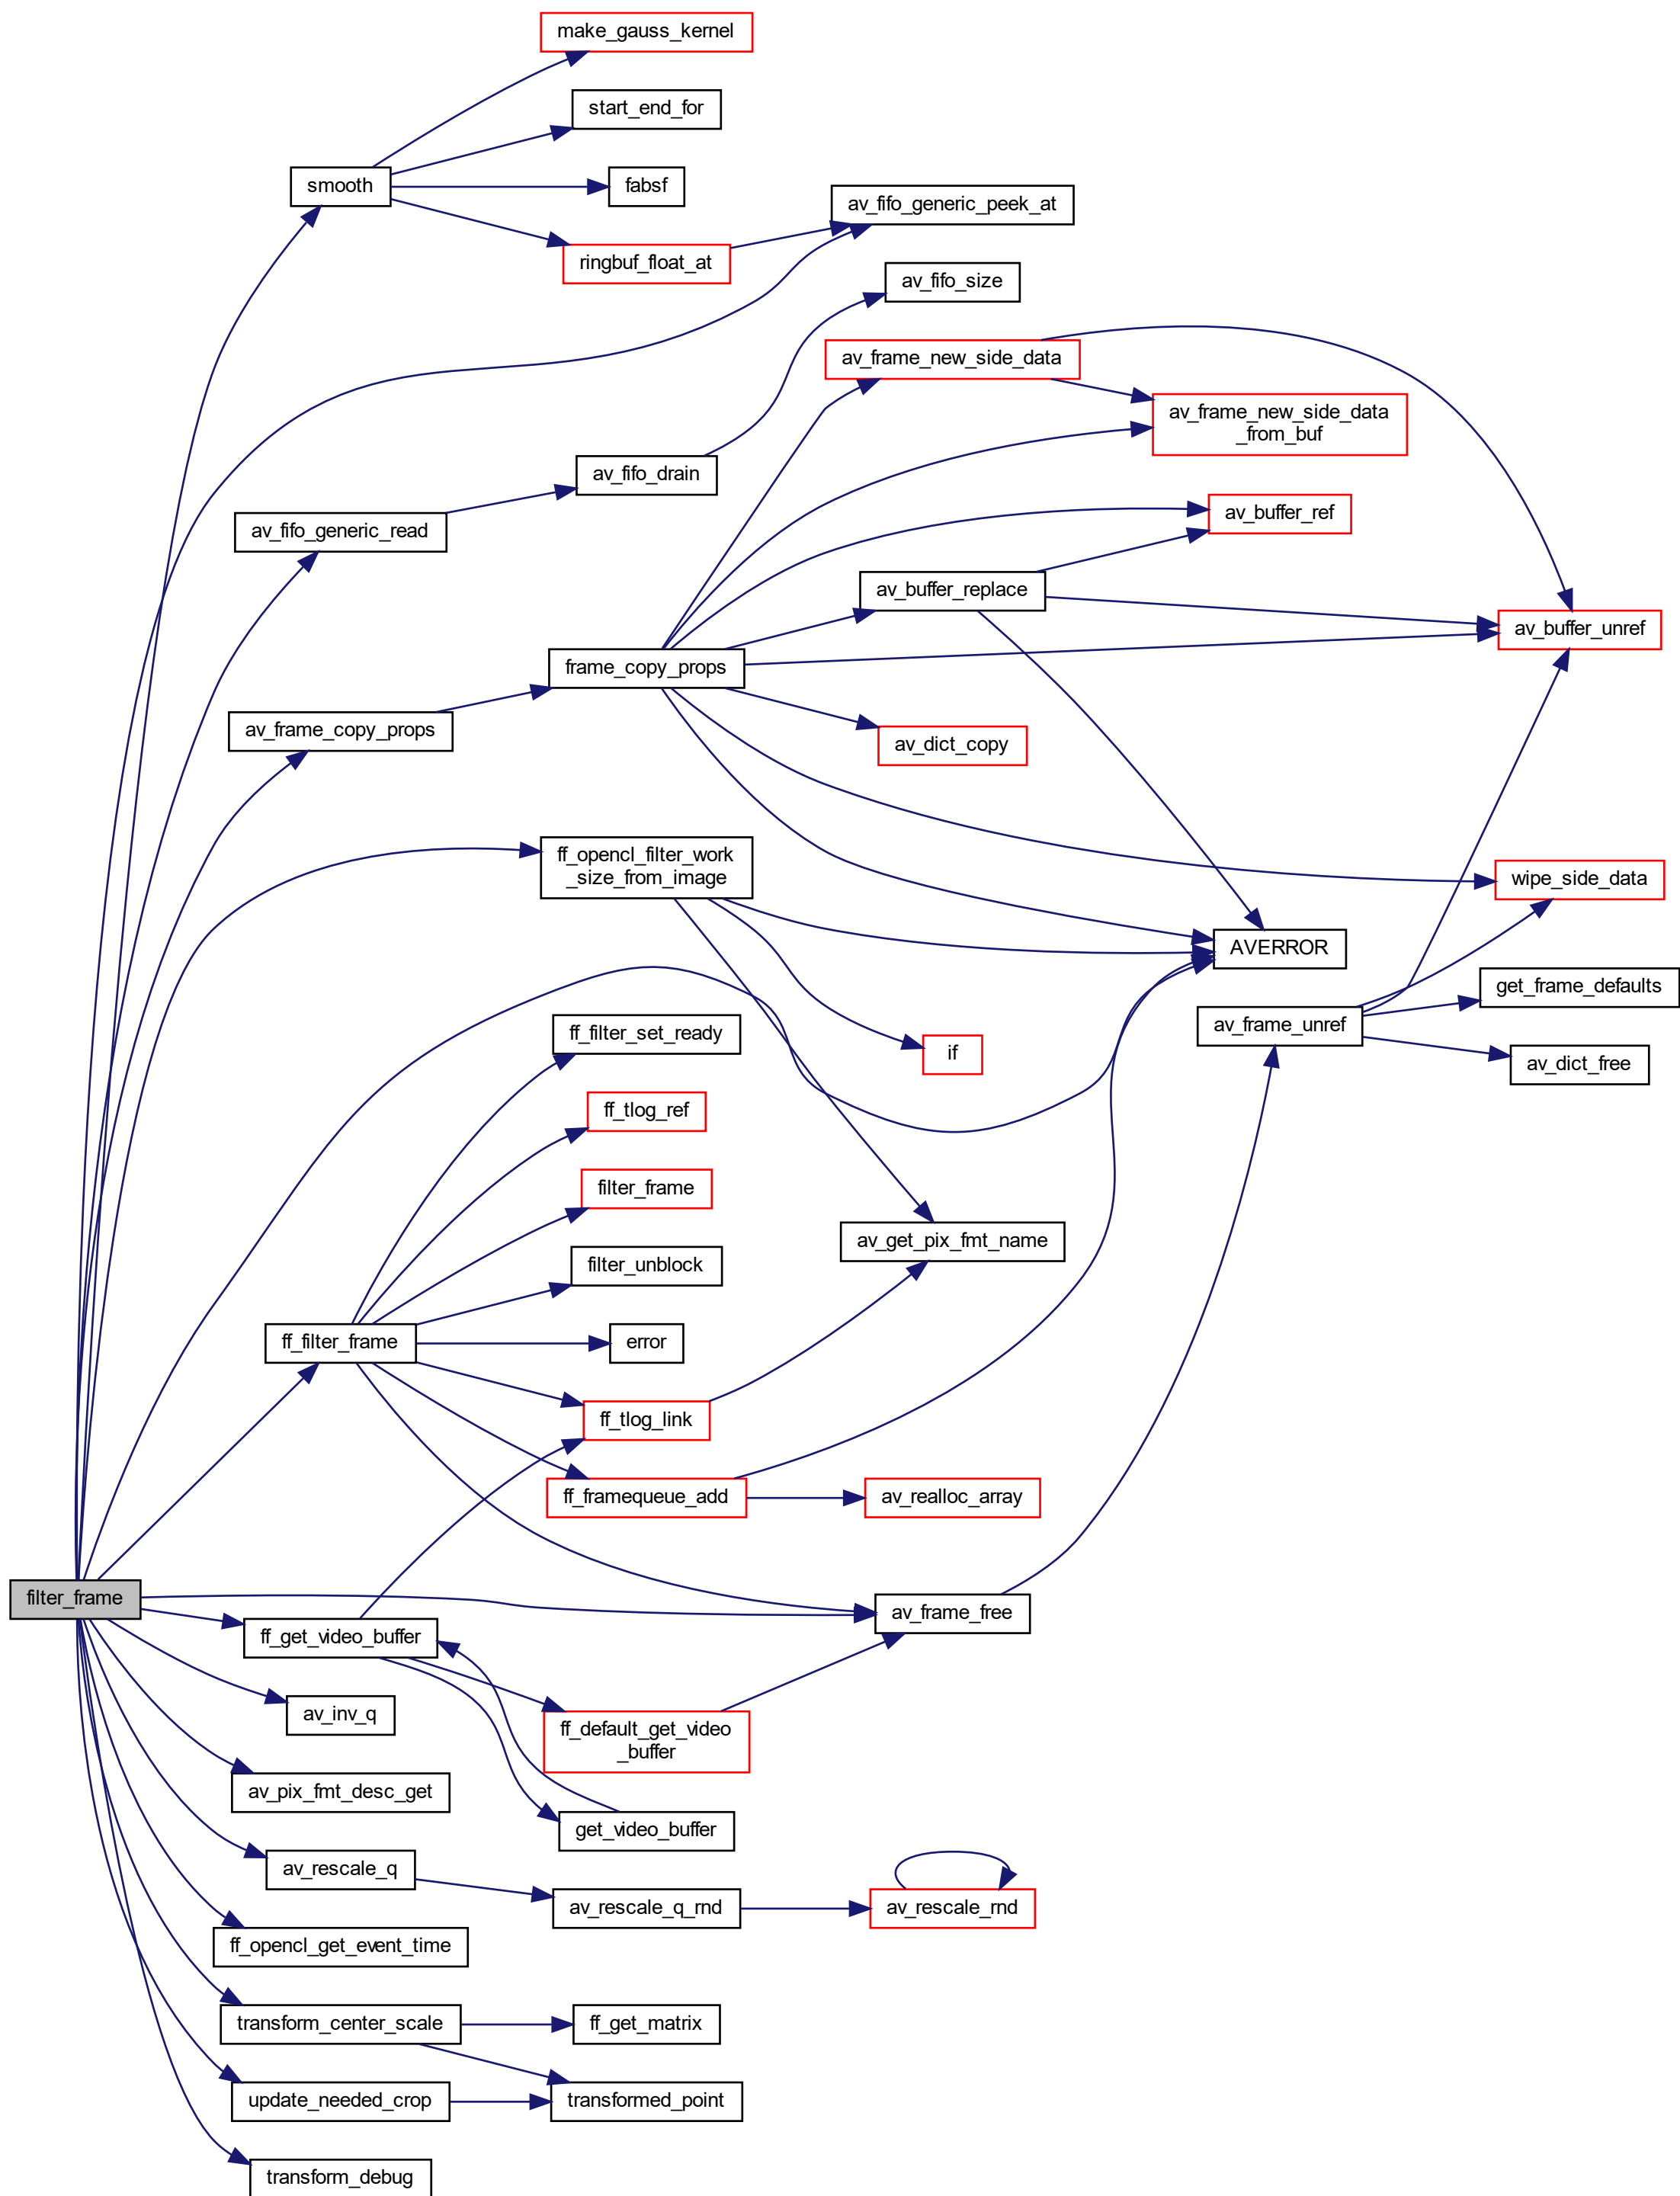 make_gauss_kernel
start_end_for
smooth
fabsf
av_fifo_generic_peek_at
ringbuf_float_at
av_fifo_size
av_frame_new_side_data
av_frame_new_side_data
_from_buf
av_fifo_drain
av_buffer_ref
av_fifo_generic_read
av_buffer_replace
av_buffer_unref
frame_copy_props
av_frame_copy_props
av_dict_copy
ff_opencl_filter_work
_size_from_image
wipe_side_data
AVERROR
get_frame_defaults
ff_filter_set_ready
av_frame_unref
if
av_dict_free
ff_tlog_ref
filter_frame
av_get_pix_fmt_name
filter_unblock
ff_filter_frame
error
ff_tlog_link
ff_framequeue_add
av_realloc_array
filter_frame
av_frame_free
ff_get_video_buffer
av_inv_q
ff_default_get_video
_buffer
av_pix_fmt_desc_get
get_video_buffer
av_rescale_q
av_rescale_q_rnd
av_rescale_rnd
ff_opencl_get_event_time
transform_center_scale
ff_get_matrix
update_needed_crop
transformed_point
transform_debug